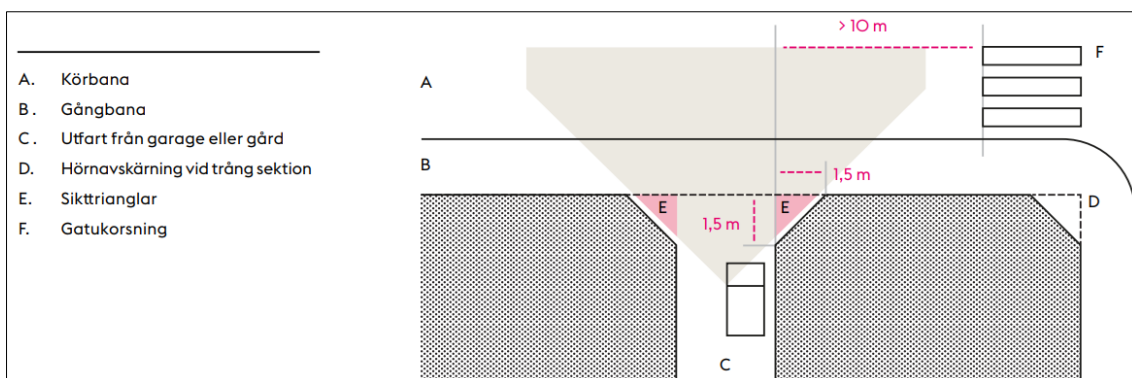 A. Körbana
B. Gångbana
C. Utfart från garage eller gård
D. Hörnavskärning vid trång sektion
E. Sikttrianglar
F. Gatukorsning
> 10 m
F
A
B
1,5 m
E
E
D
1,5 m
C